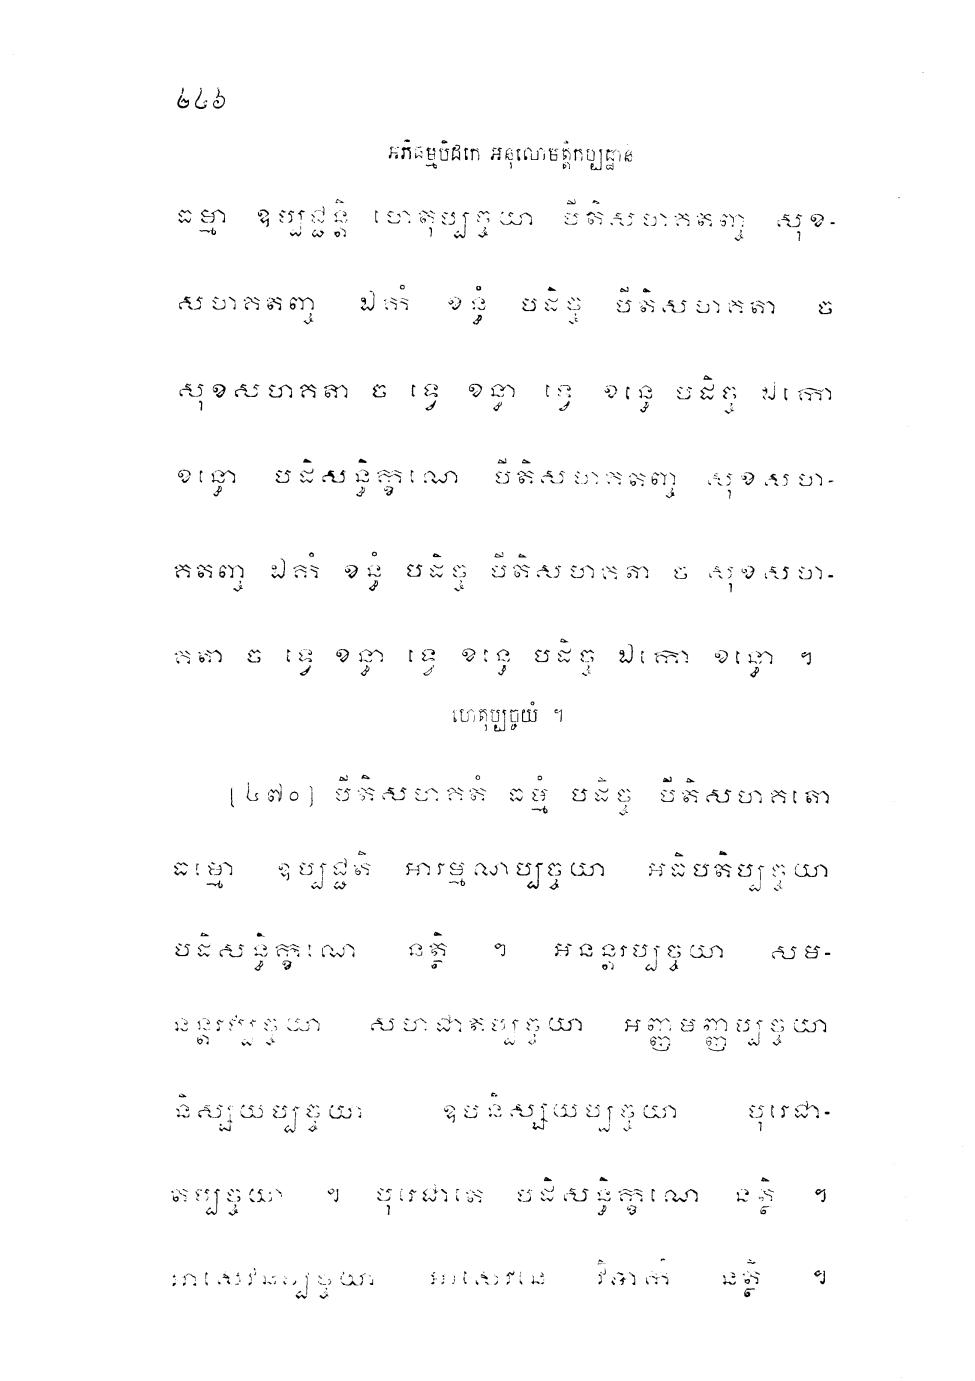 ២៤៦
អភិធម្មបិដកេ អនុលោមត្តិកប្បដ្ឋានំ
ធម្មា ឧប្បជ្ជន្តិ ហេតុប្បច្ចយា បីតិសហគតញ្ច សុខ-
សហគតញ្ច ឯកំ ខន្ធំ បដិច្ច បីតិសហគតា ច
សុខសហគតា ច ទ្វេ ខន្ធា ទ្វេ ខន្ធេ បដិច្ច ឯកោ
ខន្ធោ បដិសន្ធិក្ខណេ បីតិសហគតញ្ច សុខសហ-
គតញ្ច ឯកំ ខន្ធំ បដិច្ច បីតិសហគតា ច សុខសហ-
គតា ច ទ្វេ ខន្ធា ទ្វេ ខន្ធេ បដិច្ច ឯកោ ខន្ធោ ។
ហេតុប្បច្ចយំ ។
[៤៧០] បីតិសហគតំ ធម្មំ បដិច្ច បីតិសហគតោ
ធម្មោ ឧប្បជ្ជតិ អារម្មណប្បច្ចយា អធិបតិប្បច្ចយា
បដិសន្ធិក្ខណេ នត្ថិ ។ អនន្តរប្បច្ចយា សម-
នន្តរប្បច្ចយា សហជាតប្បច្ចយា អញ្ញមញ្ញប្បច្ចយា
និស្សយប្បច្ចយា ឧបនិស្សយប្បច្ចយា បុរេជា-
តប្បច្ចយា ។ បុរេជាតេ បដិសន្ធិក្ខណេ នត្ថិ ។
អាសេវនប្បច្ចយា អាសេវនេ វិបាកំ នត្ថិ ។